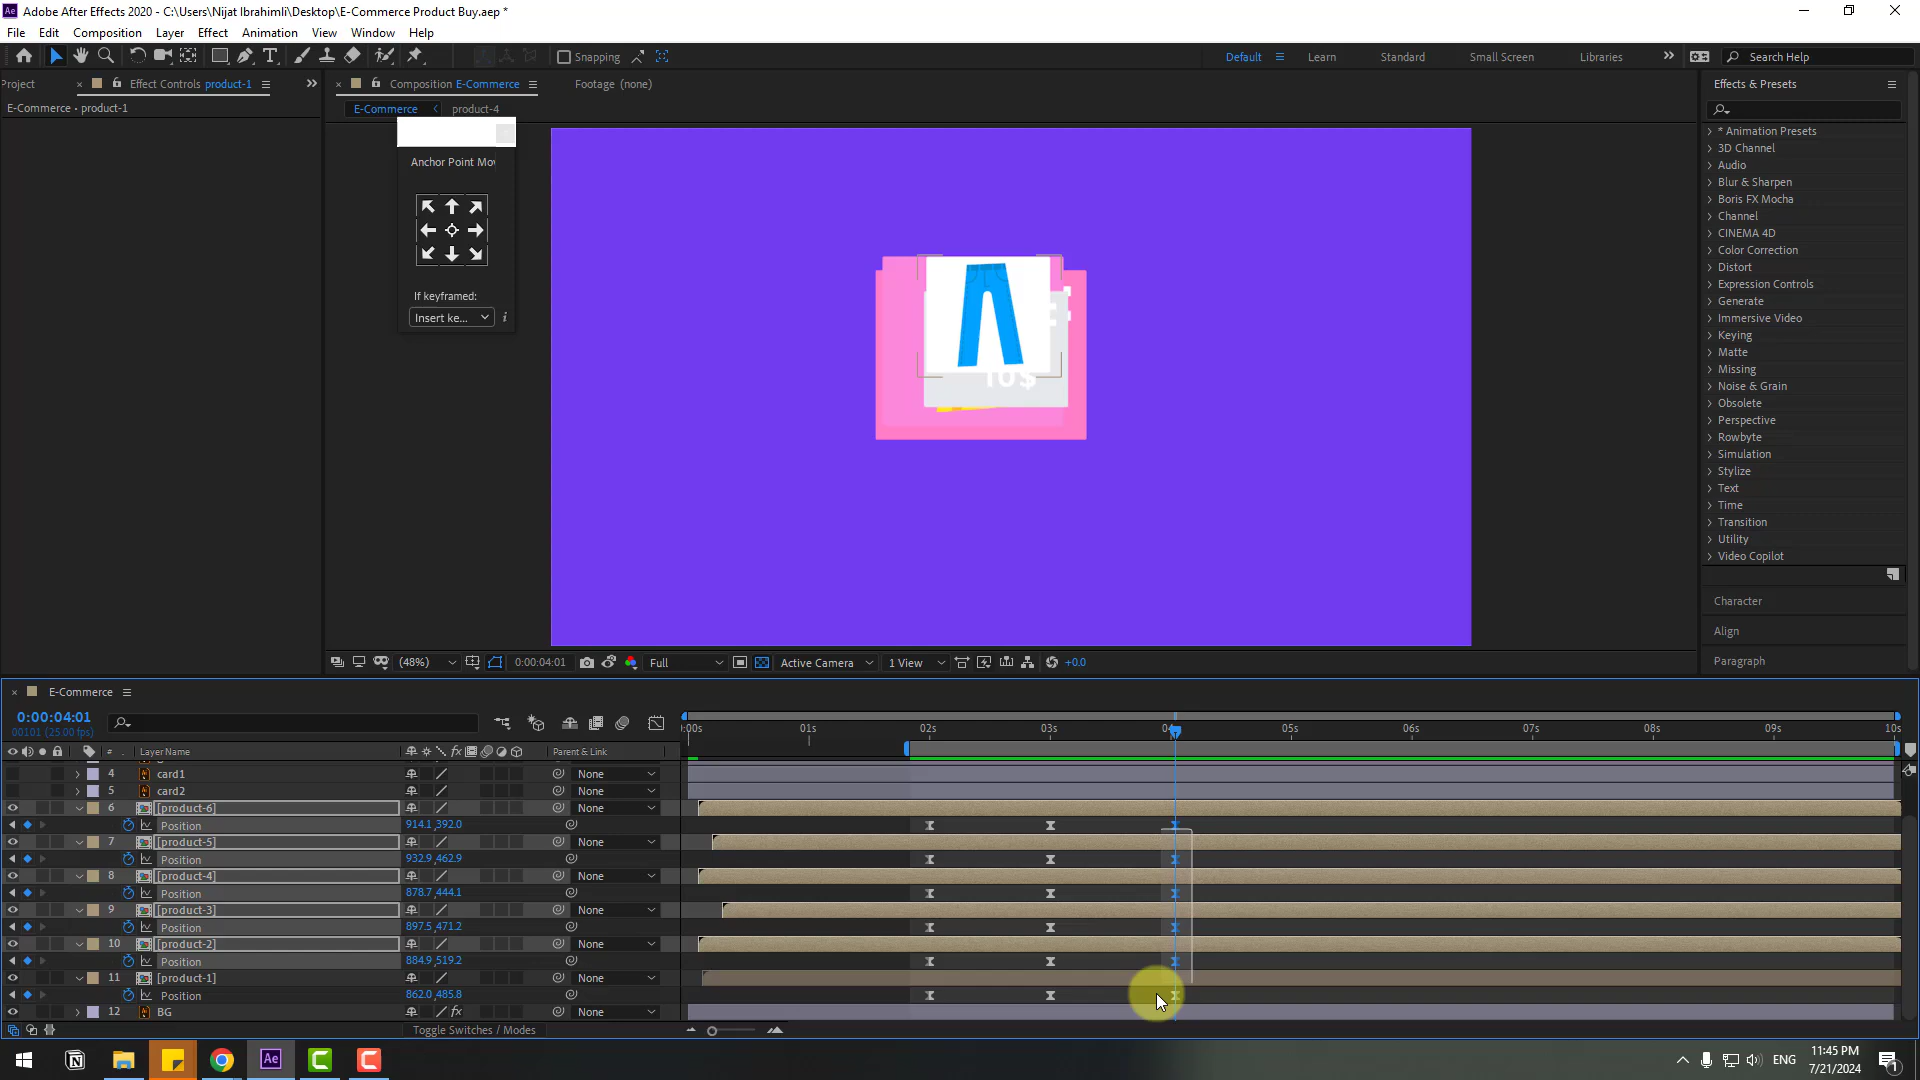 Adobe After Effects 2020 - C:\Users\Nijat Ibrahimli\Desktop\E-Commerce Product Buy.aep *
File Edit Composition Layer Effect Animation View Window Help
Snapping Default Learn Standard Small Screen Libraries Search Help
Project Effect Controls product-1 Composition E-Commerce Footage (none) Effects & Presets
E-Commerce • product-1 E-Commerce product-4
Anchor Point Mov
If keyframed:
Insert ke...
10$
* Animation Presets
3D Channel
Audio
Blur & Sharpen
Boris FX Mocha
Channel
CINEMA 4D
Color Correction
Distort
Expression Controls
Generate
Immersive Video
Keying
Matte
Missing
Noise & Grain
Obsolete
Perspective
Rowbyte
Simulation
Stylize
Text
Time
Transition
Utility
Video Copilot
Character
Align
Paragraph
(48%) 0:00:04:01 Full Active Camera 1 View +0.0
E-Commerce
0:00:04:01
00101 (25.00 fps)
:00s 01s 02s 03s 05s 06s 07s 08s 09s 10s
# Layer Name Parent & Link
4 card1 None
5 card2 None
6 [product-6] None
Position 914.1,392.0
7 [product-5] None
Position 932.9,462.9
8 [product-4] None
Position 878.7,444.1
9 [product-3] None
Position 897.5,471.2
10 [product-2] None
Position 884.9,519.2
11 [product-1] None
Position 862.0,485.8
12 BG None
Toggle Switches / Modes
ENG 11:45 PM
7/21/2024